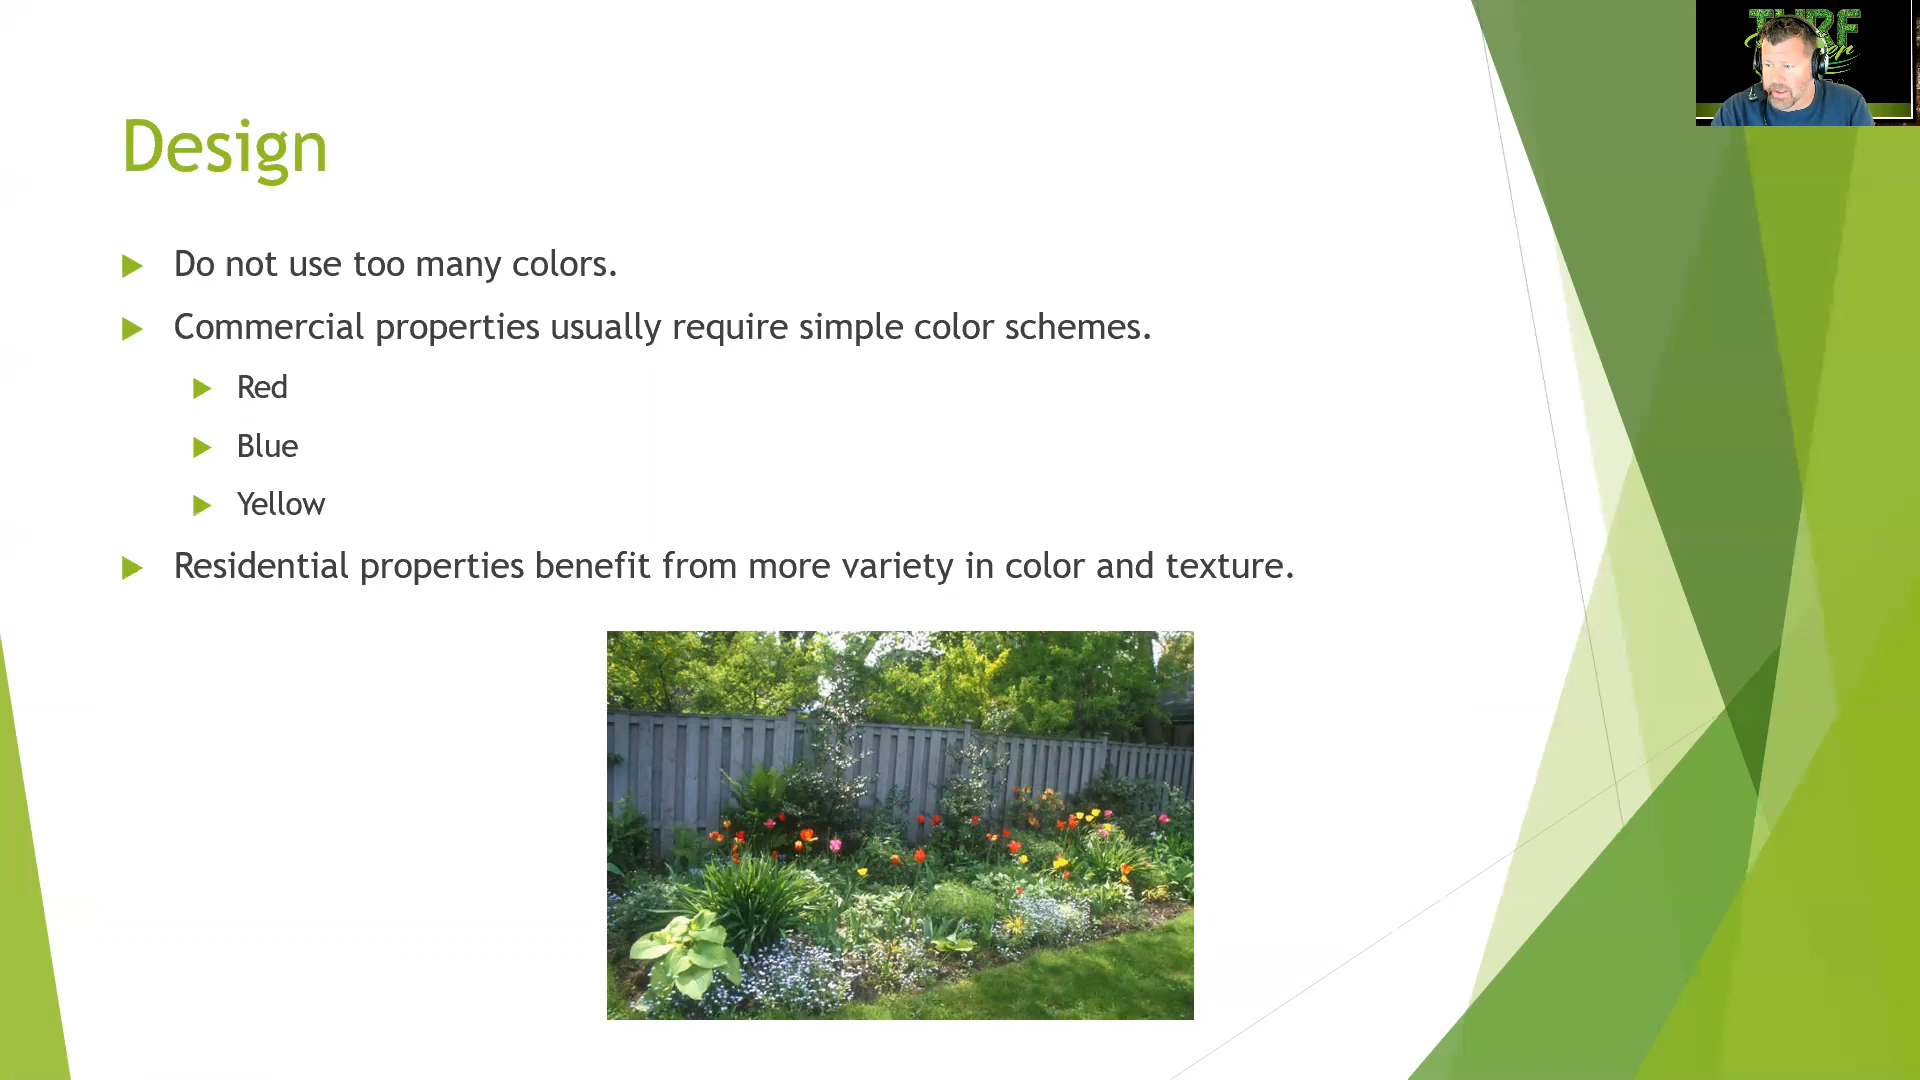 TURF
Design
Do not use too many colors.
Commercial properties usually require simple color schemes.
Red
Blue
Yellow
Residential properties benefit from more variety in color and texture.